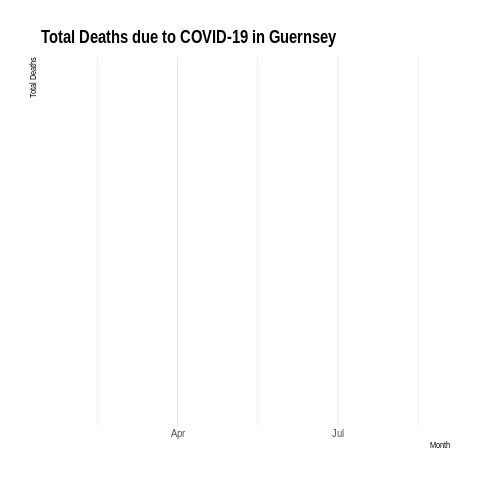 Total Deaths due to COVID-19 in Guernsey
Total Deaths
Apr
Jul
Month